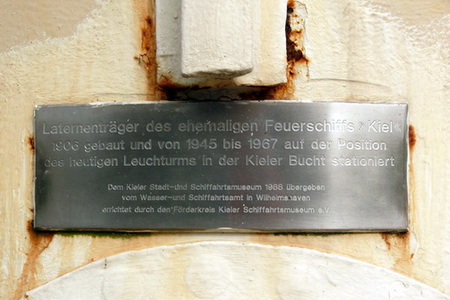 Laternenträger des ehemaligen Feuerschiffs »Kiel«
1906 gebaut und von 1945 bis 1967 auf der Position
des heutigen Leuchturms in der Kieler Bucht stationiert
Dem Kieler Stadt-und Schiffahrtsmuseum 1988 übergeben
vom Wasser-und Schiffahrtsamt in Wilhelmshaven
errichtet durch den Förderkreis Kieler Schiffahrtsmuseum e.V.